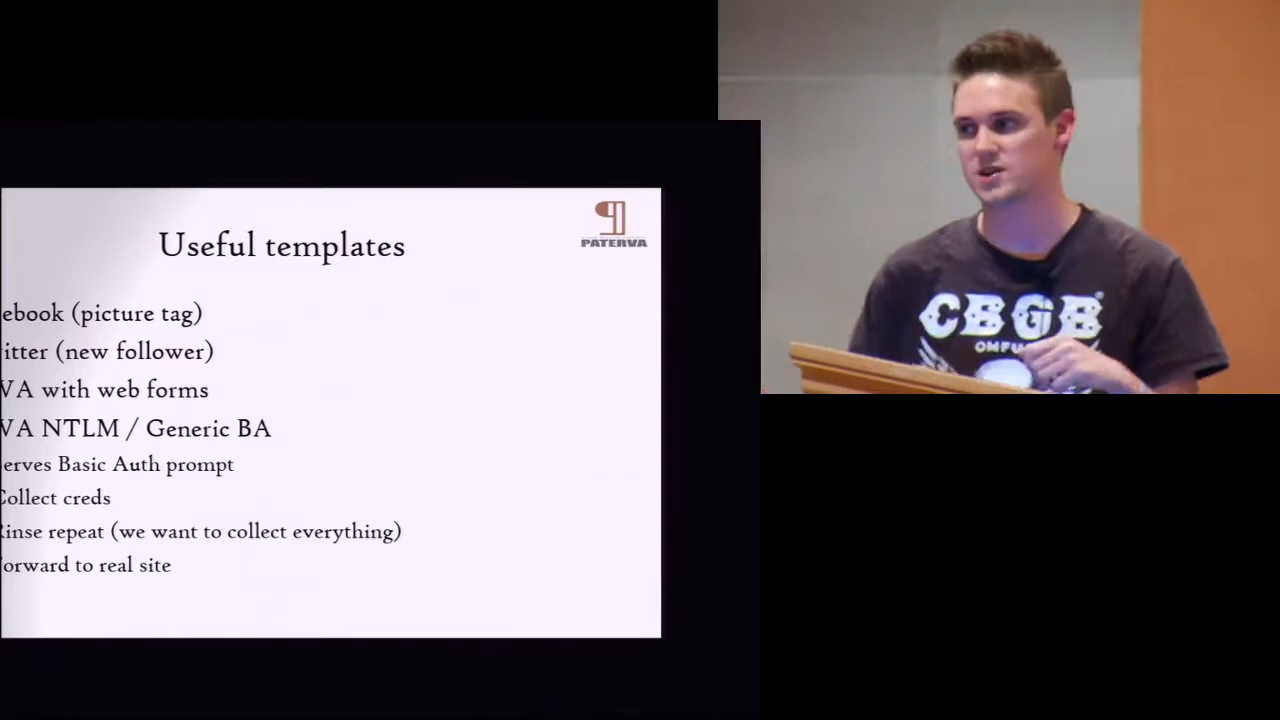 PATERVA
Useful templates
ebook (picture tag)
itter (new follower)
VA with web forms
VA NTLM / Generic BA
erves Basic Auth prompt
Collect creds
Rinse repeat (we want to collect everything)
orward to real site
CBGB
OMFU